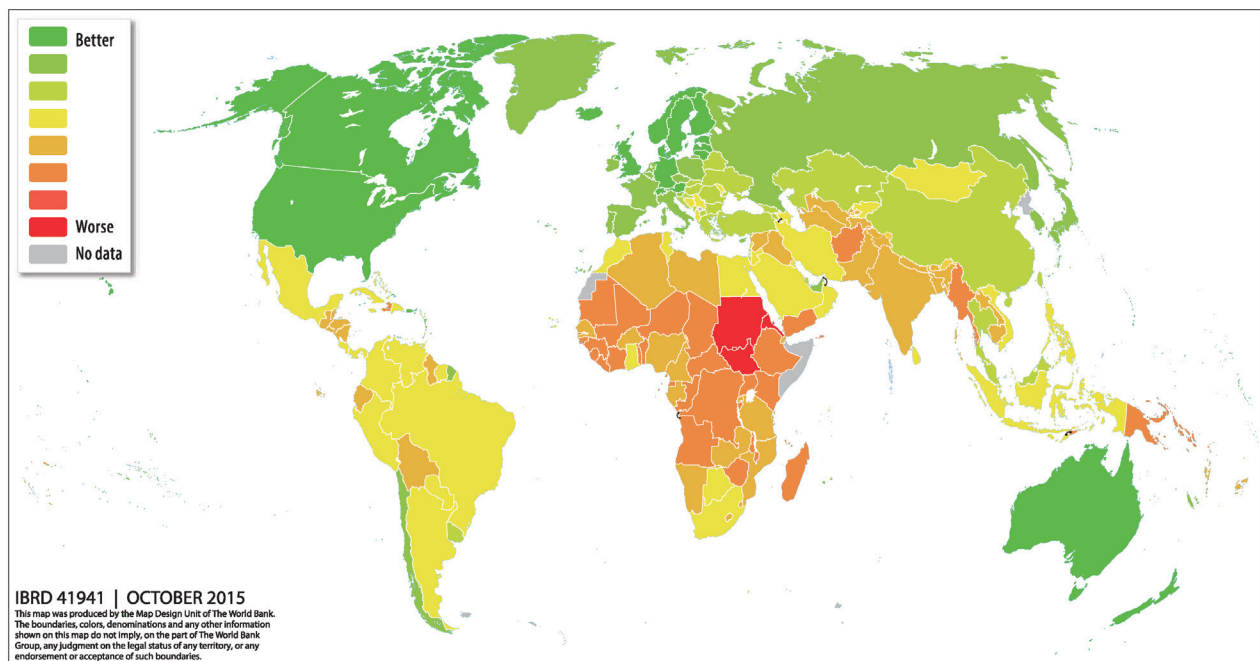 Better
Worse
No data
IBRD 41941 | OCTOBER 2015
This map was produced by the Map Design Unit of The World Bank.
The boundaries, colors, denominations and any other information
shown on this map do not imply, on the part of The World Bank
Group, any judgment on the legal status of any territory, or any
endorsement or acceptance of such boundaries.